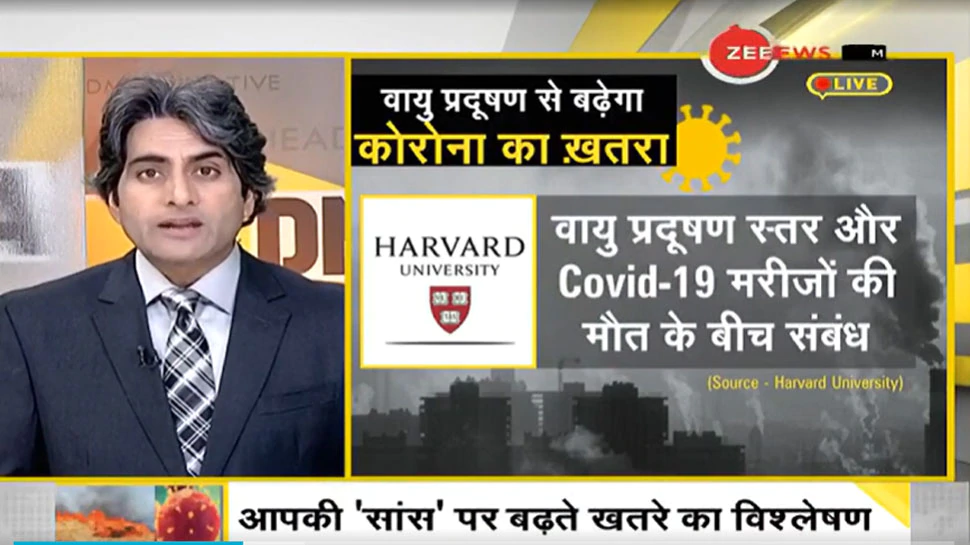 ZEE NEWS
LIVE
वायु प्रदूषण से बढ़ेगा
कोरोना का ख़तरा
HARVARD
UNIVERSITY
वायु प्रदूषण स्तर और
Covid-19 मरीजों की
मौत के बीच संबंध
(Source - Harvard University)
आपकी 'सांस' पर बढ़ते खतरे का विश्लेषण